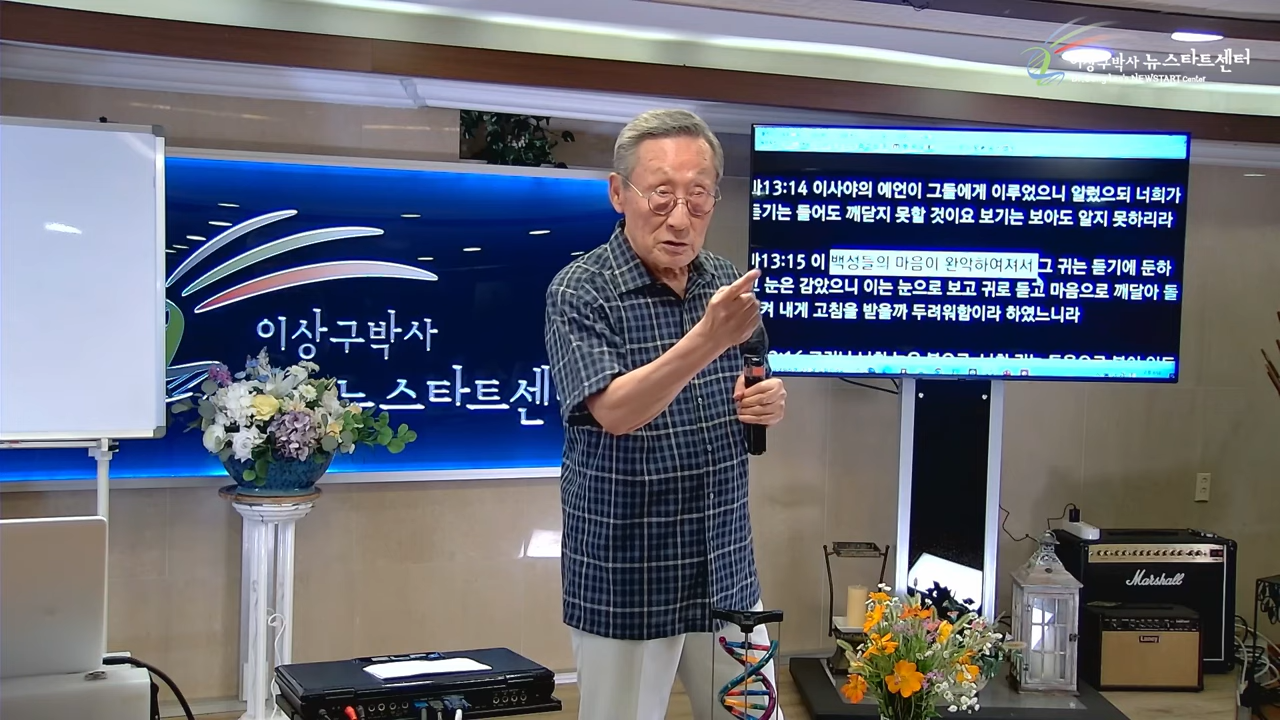 이상구박사 뉴스타트센터
NEWSTART Center
13:14 이사야의 예언이 그들에게 이루었으니 일렀으되 너희가
듣기는 들어도 깨닫지 못할 것이요 보기는 보아도 알지 못하리라
13:15 이 백성들의 마음이 완악하여져서 그 귀는 듣기에 둔하
눈은 감았으니 이는 눈으로 보고 귀로 듣고 마음으로 깨달아 돌
켜 내게 고침을 받을까 두려워함이라 하였느니라
이상구박사
뉴스타트센
Marshall
Laney